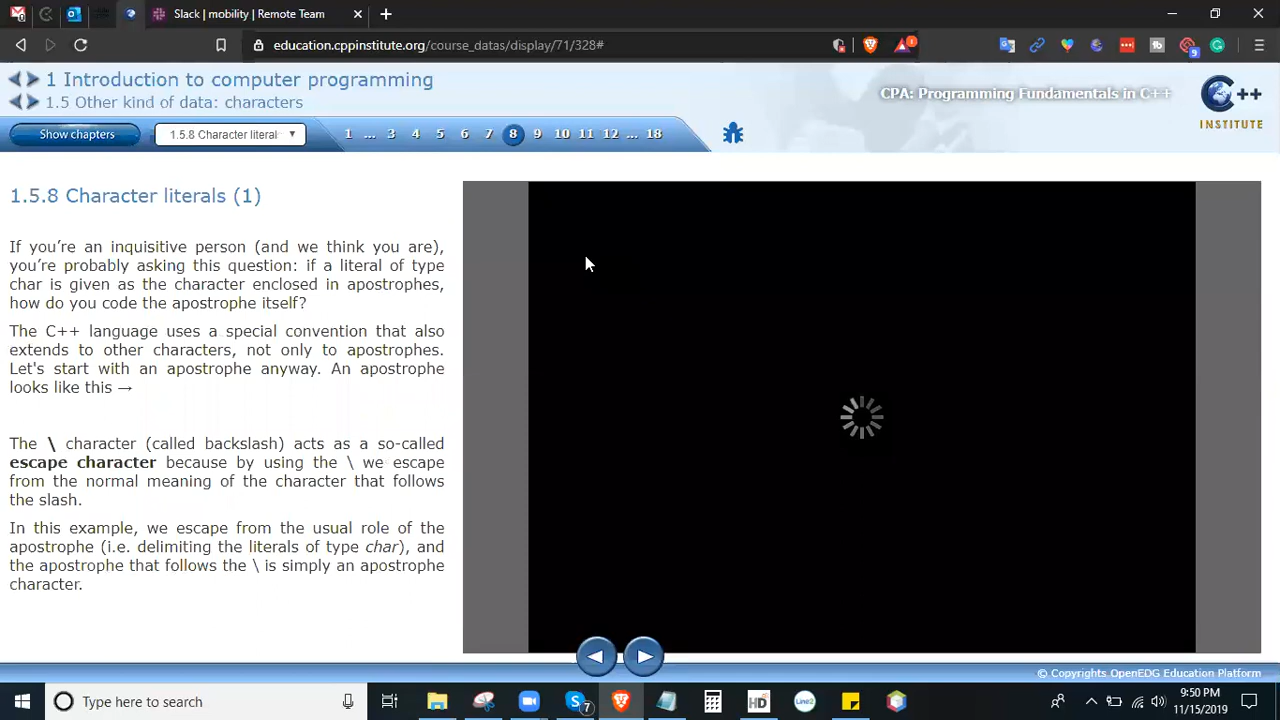 Slack | mobility | Remote Team
education.cppinstitute.org/course_datas/display/71/328#
1
9
1 Introduction to computer programming
1.5 Other kind of data: characters
CPA: Programming Fundamentals in C++
C++
INSTITUTE
Show chapters
1.5.8 Character literal
1 ... 3 4 5 6 7 8 9 10 11 12 ... 18
1.5.8 Character literals (1)
If you're an inquisitive person (and we think you are),
you're probably asking this question: if a literal of type
char is given as the character enclosed in apostrophes,
how do you code the apostrophe itself?
The C++ language uses a special convention that also
extends to other characters, not only to apostrophes.
Let's start with an apostrophe anyway. An apostrophe
looks like this →
The \ character (called backslash) acts as a so-called
escape character because by using the \ we escape
from the normal meaning of the character that follows
the slash.
In this example, we escape from the usual role of the
apostrophe (i.e. delimiting the literals of type char), and
the apostrophe that follows the \ is simply an apostrophe
character.
© Copyrights OpenEDG Education Platform
Type here to search
7
HD
Line2
9:50 PM
11/15/2019